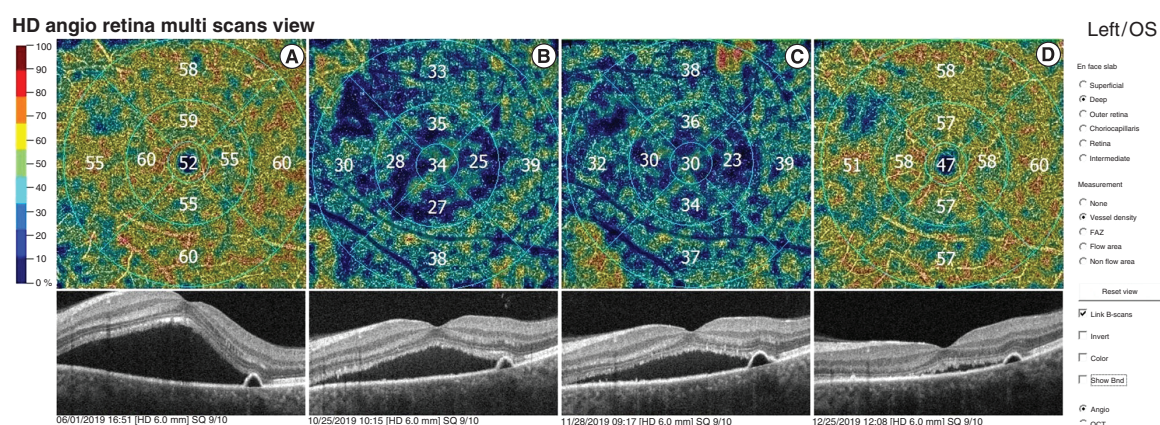 HD angio retina multi scans view
Left/OS
100
90
80
70
60
50
40
30
20
10
0 %
A
58
59
55 60 52 55 60
55
60
B
33
35
30 28 34 25 39
27
38
C
38
36
32 30 30 23 39
34
37
D
58
57
51 58 47 58 60
57
57
06/01/2019 16:51 [HD 6.0 mm] SQ 9/10
10/25/2019 10:15 [HD 6.0 mm] SQ 9/10
11/28/2019 09:17 [HD 6.0 mm] SQ 9/10
12/25/2019 12:08 [HD 6.0 mm] SQ 9/10
En face slab
Superficial
Deep
Outer retina
Choriocapillaris
Retina
Intermediate
Measurement
None
Vessel density
FAZ
Flow area
Non flow area
Reset view
Link B-scans
Invert
Color
Show Bnd
Angio
OCT